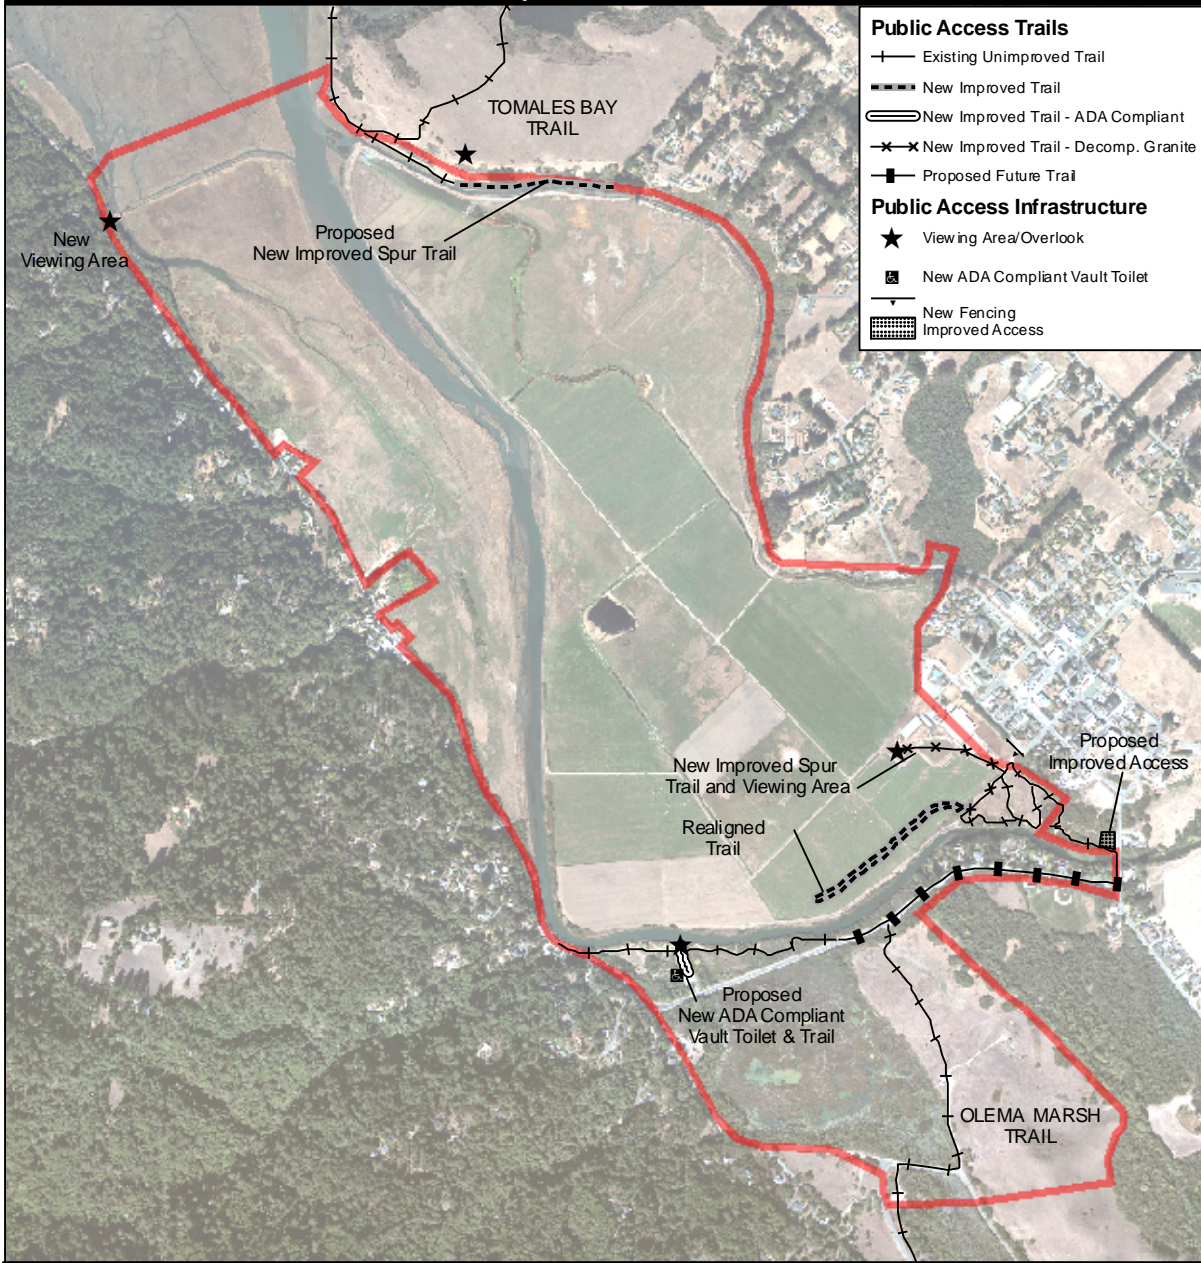 Public Access Trails
Existing Unimproved Trail
New Improved Trail
New Improved Trail - ADA Compliant
New Improved Trail - Decomp. Granite
Proposed Future Trail
Public Access Infrastructure
Viewing Area/Overlook
New ADA Compliant Vault Toilet
New Fencing
Improved Access
TOMALES BAY
TRAIL
New
Viewing Area
Proposed
New Improved Spur Trail
New Improved Spur
Trail and Viewing Area
Proposed
Improved Access
Realigned
Trail
Proposed
New ADA Compliant
Vault Toilet & Trail
OLEMA MARSH
TRAIL